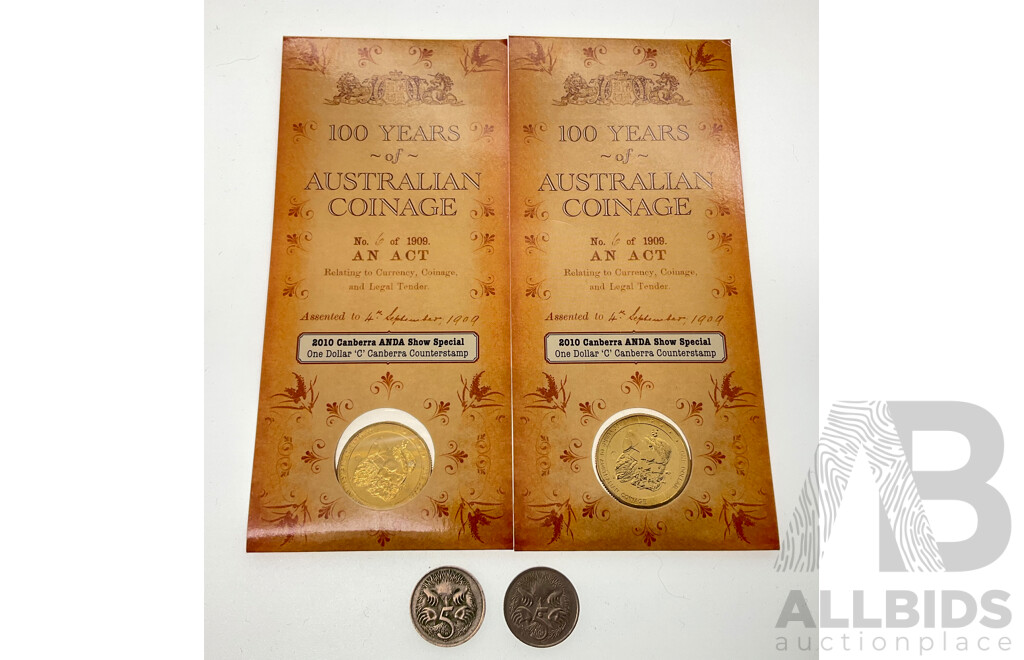 100 YEARS
~of~
AUSTRALIAN
COINAGE
No. 6 of 1909.
AN ACT
Relating to Currency, Coinage,
and Legal Tender.
Assented to 4th September, 1909
2010 Canberra ANDA Show Special
One Dollar 'C' Canberra Counterstamp
100 YEARS
~of~
AUSTRALIAN
COINAGE
No. 6 of 1909.
AN ACT
Relating to Currency, Coinage,
and Legal Tender.
Assented to 4th September, 1909
2010 Canberra ANDA Show Special
One Dollar 'C' Canberra Counterstamp
COINAGE
5
5
AB
ALLBIDS
auctionplace